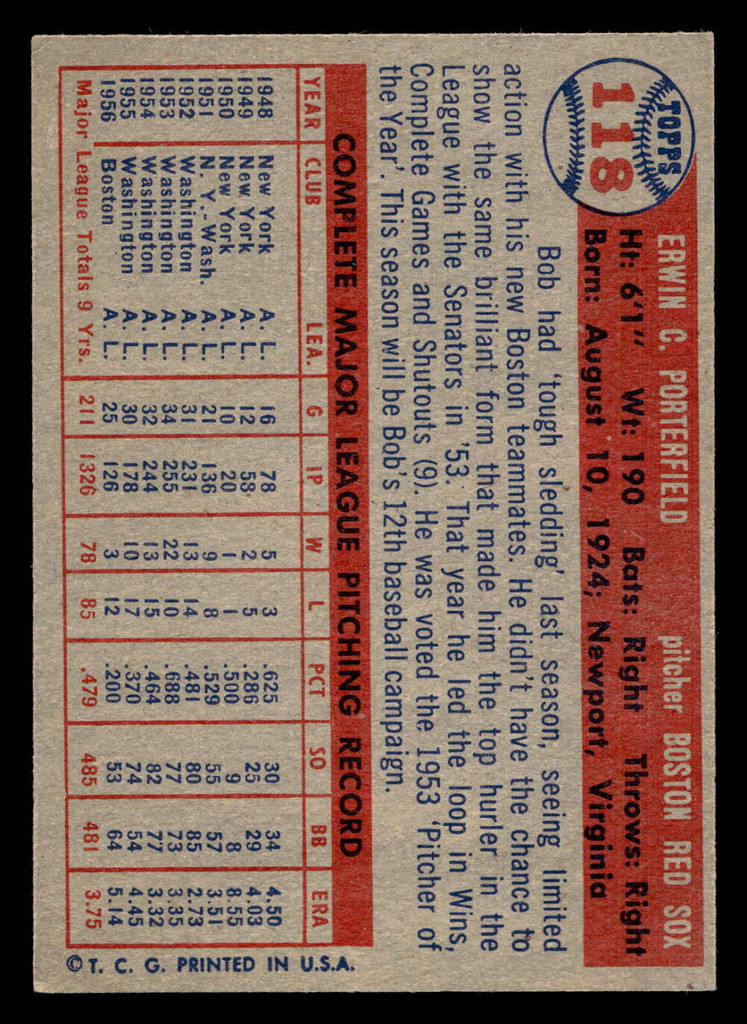 TOPPS
118
ERWIN C. PORTERFIELD pitcher BOSTON RED SOX
Ht: 6'1" Wt: 190 Bats: Right Throws: Right
Born: August 10, 1924; Newport, Virginia
Bob had 'tough sledding' last season, seeing limited
action with his new Boston teammates. He didn't have the chance to
show the same brilliant form that made him the top hurler in the
League with the Senators in '53. That year he led the loop in Wins,
Complete Games and Shutouts (9). He was voted the 1953 'Pitcher of
the Year'. This season will be Bob's 12th baseball campaign.
COMPLETE MAJOR LEAGUE PITCHING RECORD
YEAR CLUB LEA. G IP W L PCT SO BB ERA
1948 New York A. L. 16 78 5 3 .625 30 34 4.50
1949 New York A. L. 12 58 2 5 .286 25 29 4.03
1950 New York A. L. 10 20 1 1 .500 9 8 8.55
1951 N. Y.-Wash. A. L. 21 136 9 8 .529 55 57 3.51
1952 Washington A. L. 31 231 13 14 .481 80 85 2.73
1953 Washington A. L. 34 255 22 10 .688 77 73 3.35
1954 Washington A. L. 32 244 13 15 .464 82 77 3.32
1955 Washington A. L. 30 178 10 17 .370 74 54 4.45
1956 Boston A. L. 25 126 3 12 .200 53 64 5.14
Major League Totals 9 Yrs. 211 1326 78 85 .479 485 481 3.75
© T. C. G. PRINTED IN U.S.A.